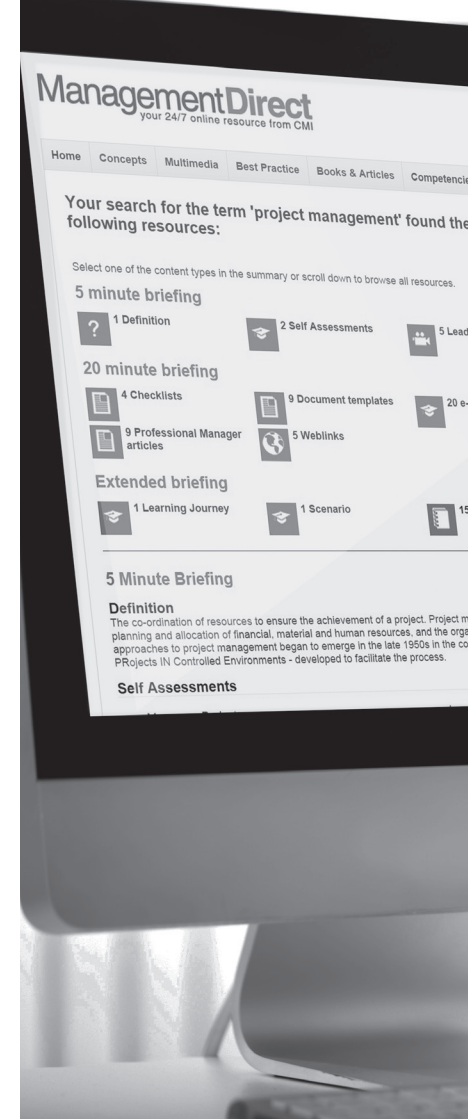 ManagementDirect
your 24/7 online resource from CMI
Home Concepts Multimedia Best Practice Books & Articles Competencie
Your search for the term 'project management' found the
following resources:
Select one of the content types in the summary or scroll down to browse all resources.
5 minute briefing
? 1 Definition 2 Self Assessments 5 Lead
20 minute briefing
4 Checklists 9 Document templates 20 e-
9 Professional Manager 5 Weblinks
articles
Extended briefing
1 Learning Journey 1 Scenario 15
5 Minute Briefing
Definition
The co-ordination of resources to ensure the achievement of a project. Project m
planning and allocation of financial, material and human resources, and the orga
approaches to project management began to emerge in the late 1950s in the co
PRojects IN Controlled Environments - developed to facilitate the process.
Self Assessments